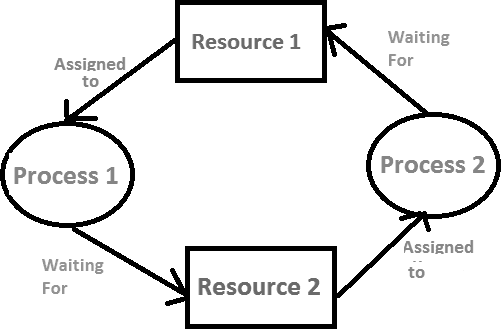 Resource 1
Waiting
For
Assigned
to
Process 1
Process 2
Waiting
For
Resource 2
Assigned
to